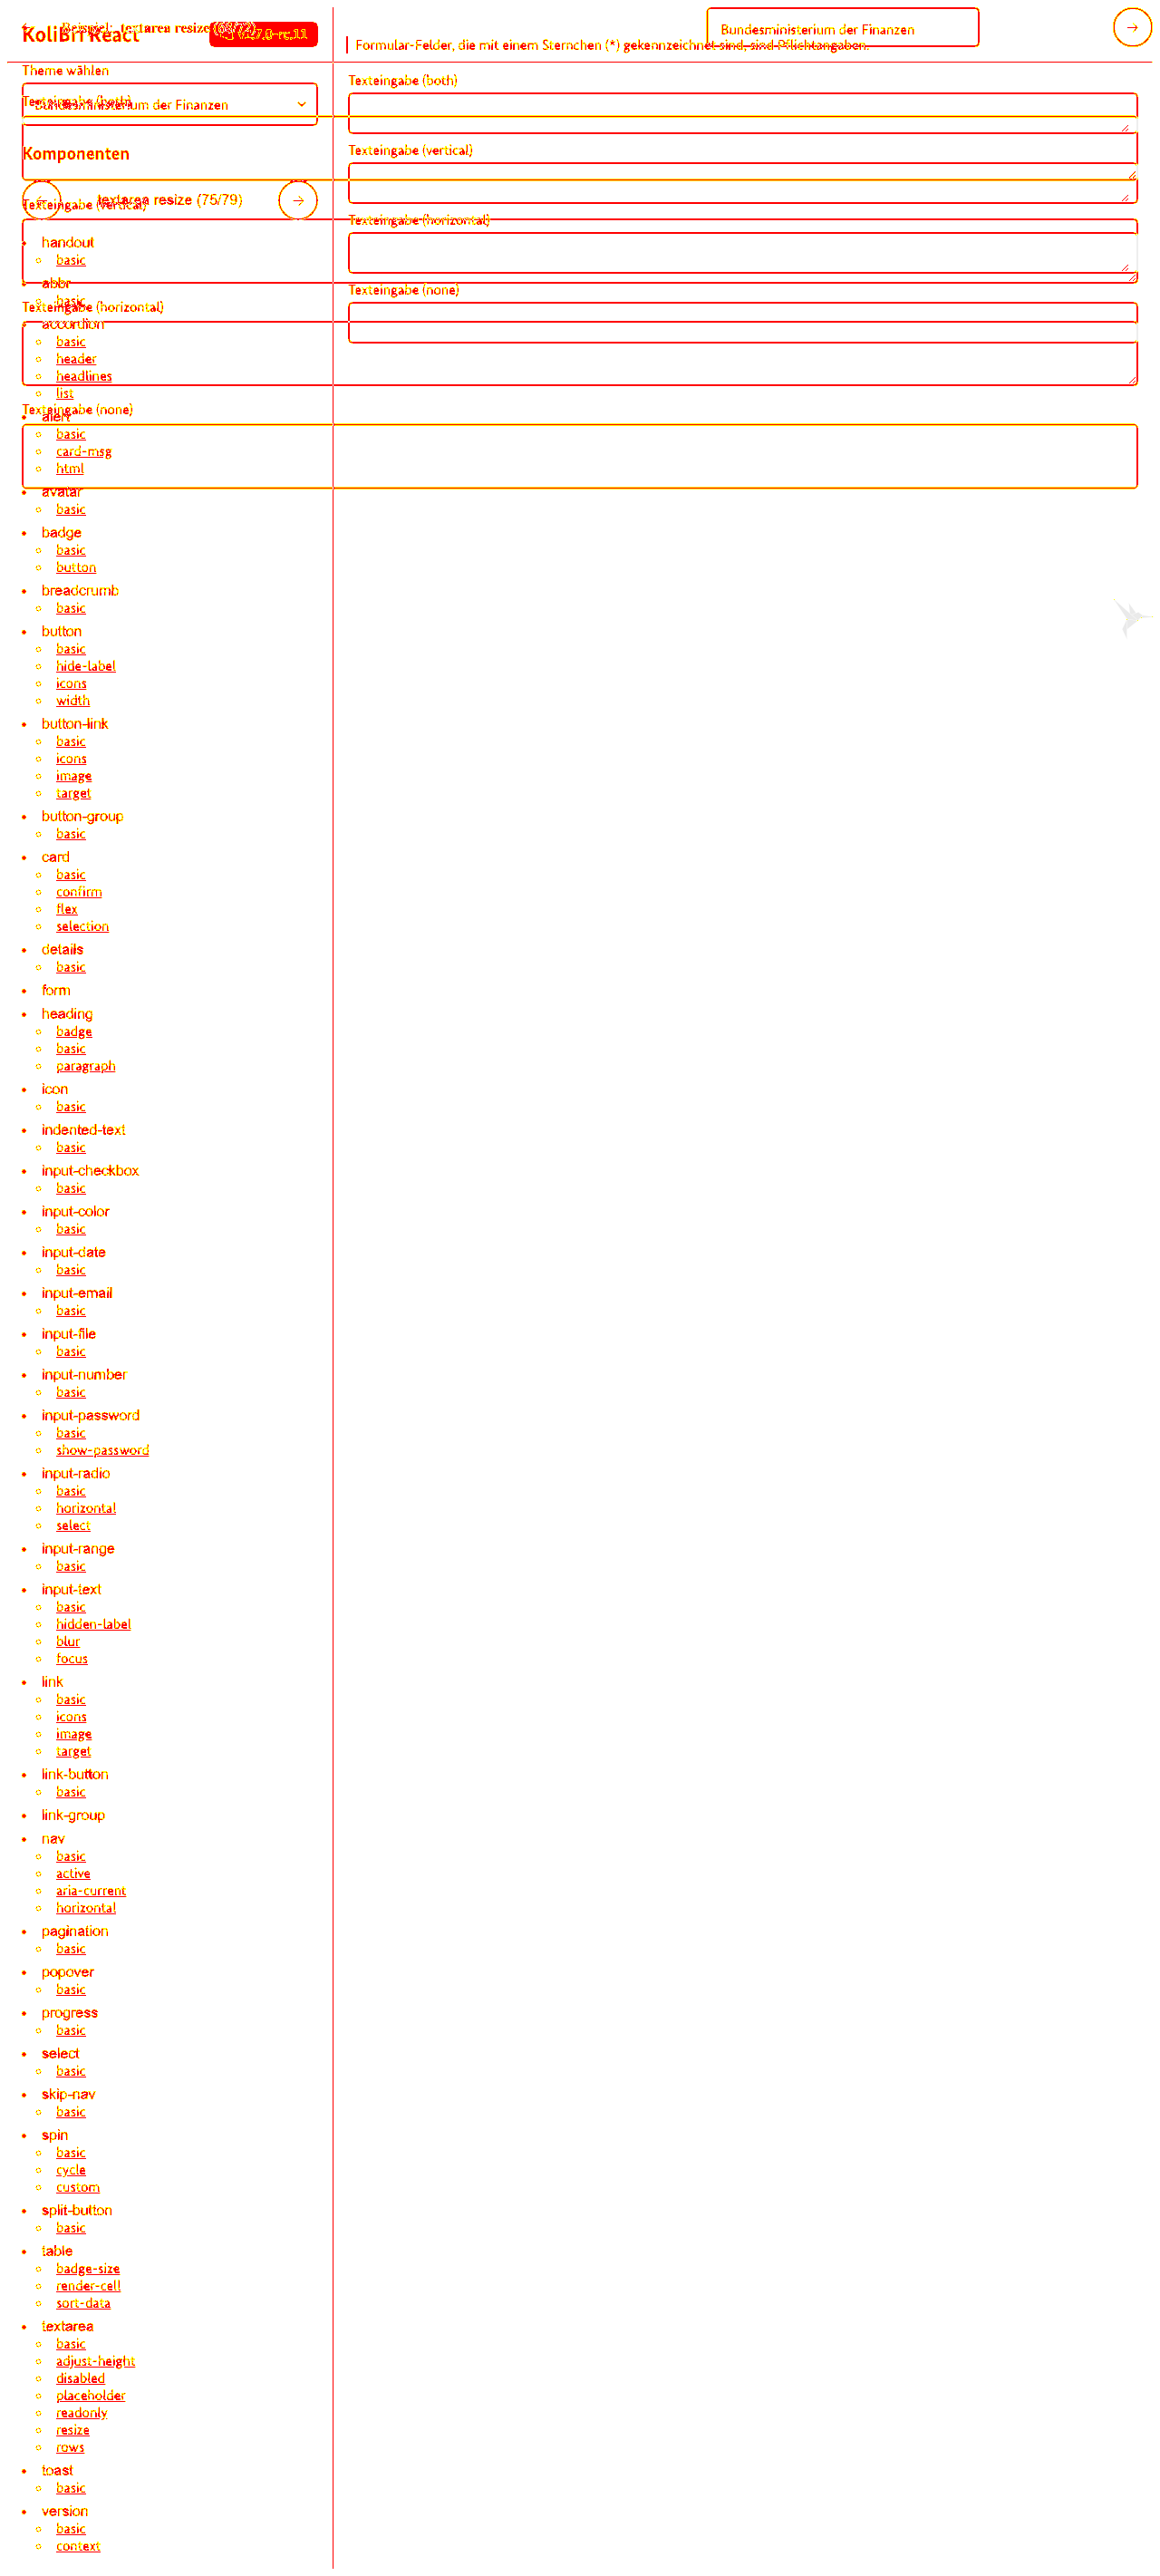 KoliBri React
Bundesministerium der Finanzen
Formular-Felder, die mit einem Sternchen (*) gekennzeichnet sind, sind Pflichtangaben.
Theme wählen
Bundesministerium der Finanzen
Texteingabe (both)
Komponenten
textarea resize (75/79)
Texteingabe (vertical)
handout
basic
abbr
basic
Texteingabe (horizontal)
accordion
basic
header
headlines
list
Texteingabe (none)
alert
basic
card-msg
html
avatar
basic
badge
basic
button
breadcrumb
basic
button
basic
hide-label
icons
width
button-link
basic
icons
image
target
button-group
basic
card
basic
confirm
flex
selection
details
basic
form
heading
badge
basic
paragraph
icon
basic
indented-text
basic
input-checkbox
basic
input-color
basic
input-date
basic
input-email
basic
input-file
basic
input-number
basic
input-password
basic
show-password
input-radio
basic
horizontal
select
input-range
basic
input-text
basic
hidden-label
blur
focus
link
basic
icons
image
target
link-button
basic
link-group
nav
basic
active
aria-current
horizontal
pagination
basic
popover
basic
progress
basic
select
basic
skip-nav
basic
spin
basic
cycle
custom
split-button
basic
table
badge-size
render-cell
sort-data
textarea
basic
adjust-height
disabled
placeholder
readonly
resize
rows
toast
basic
version
basic
context
Texteingabe (both)
Texteingabe (vertical)
Texteingabe (horizontal)
Texteingabe (none)